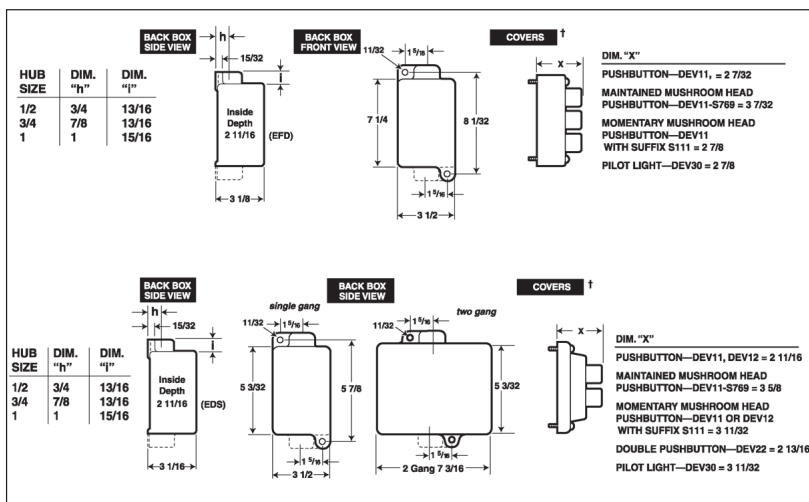 BACK BOX
SIDE VIEW
h
15/32
i
HUB SIZE DIM. "h" DIM. "i"
1/2 3/4 13/16
3/4 7/8 13/16
1 1 15/16
Inside
Depth
2 11/16
(EFD)
3 1/8
BACK BOX
FRONT VIEW
11/32
1 5/16
7 1/4
8 1/32
1 5/16
3 1/2
COVERS †
x
DIM. "X"
PUSHBUTTON—DEV11, = 2 7/32
MAINTAINED MUSHROOM HEAD
PUSHBUTTON—DEV11-S769 = 3 7/32
MOMENTARY MUSHROOM HEAD
PUSHBUTTON—DEV11
WITH SUFFIX S111 = 2 7/8
PILOT LIGHT—DEV30 = 2 7/8
BACK BOX
SIDE VIEW
h
15/32
i
HUB SIZE DIM. "h" DIM. "i"
1/2 3/4 13/16
3/4 7/8 13/16
1 1 15/16
Inside
Depth
2 11/16
(EDS)
3 1/16
BACK BOX
SIDE VIEW
single gang
11/32
1 5/16
5 3/32
5 7/8
1 5/16
3 1/2
two gang
11/32
1 5/16
5 3/32
1 5/16
2 Gang 7 3/16
COVERS †
x
DIM. "X"
PUSHBUTTON—DEV11, DEV12 = 2 11/16
MAINTAINED MUSHROOM HEAD
PUSHBUTTON—DEV11-S769 = 3 5/8
MOMENTARY MUSHROOM HEAD
PUSHBUTTON—DEV11 OR DEV12
WITH SUFFIX S111 = 3 11/32
DOUBLE PUSHBUTTON—DEV22 = 2 13/16
PILOT LIGHT—DEV30 = 3 11/32